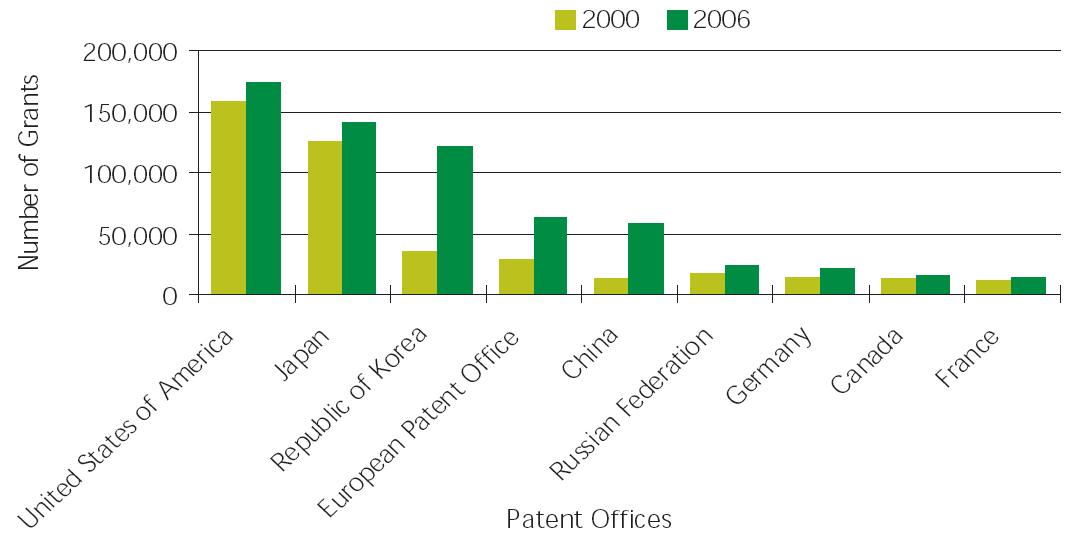 2000 2006
Number of Grants
200,000
150,000
100,000
50,000
0
United States of America
Japan
Republic of Korea
European Patent Office
China
Russian Federation
Germany
Canada
France
Patent Offices